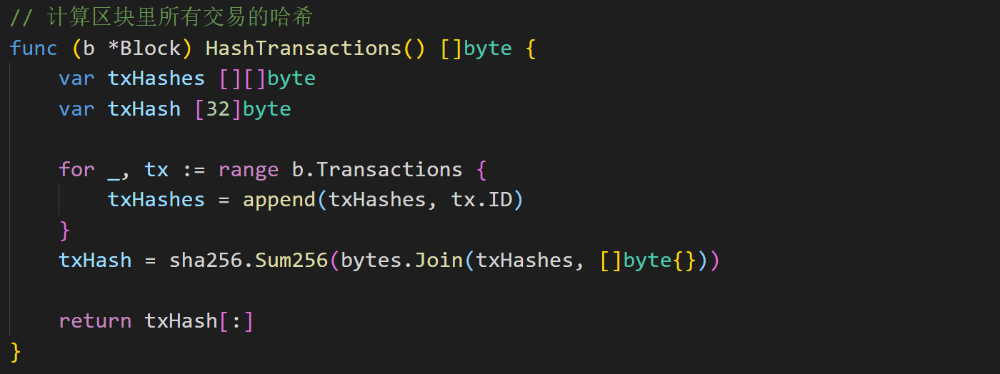 // 计算区块里所有交易的哈希
func (b *Block) HashTransactions() []byte {
    var txHashes [][]byte
    var txHash [32]byte

    for _, tx := range b.Transactions {
        txHashes = append(txHashes, tx.ID)
    }
    txHash = sha256.Sum256(bytes.Join(txHashes, []byte{}))

    return txHash[:]
}